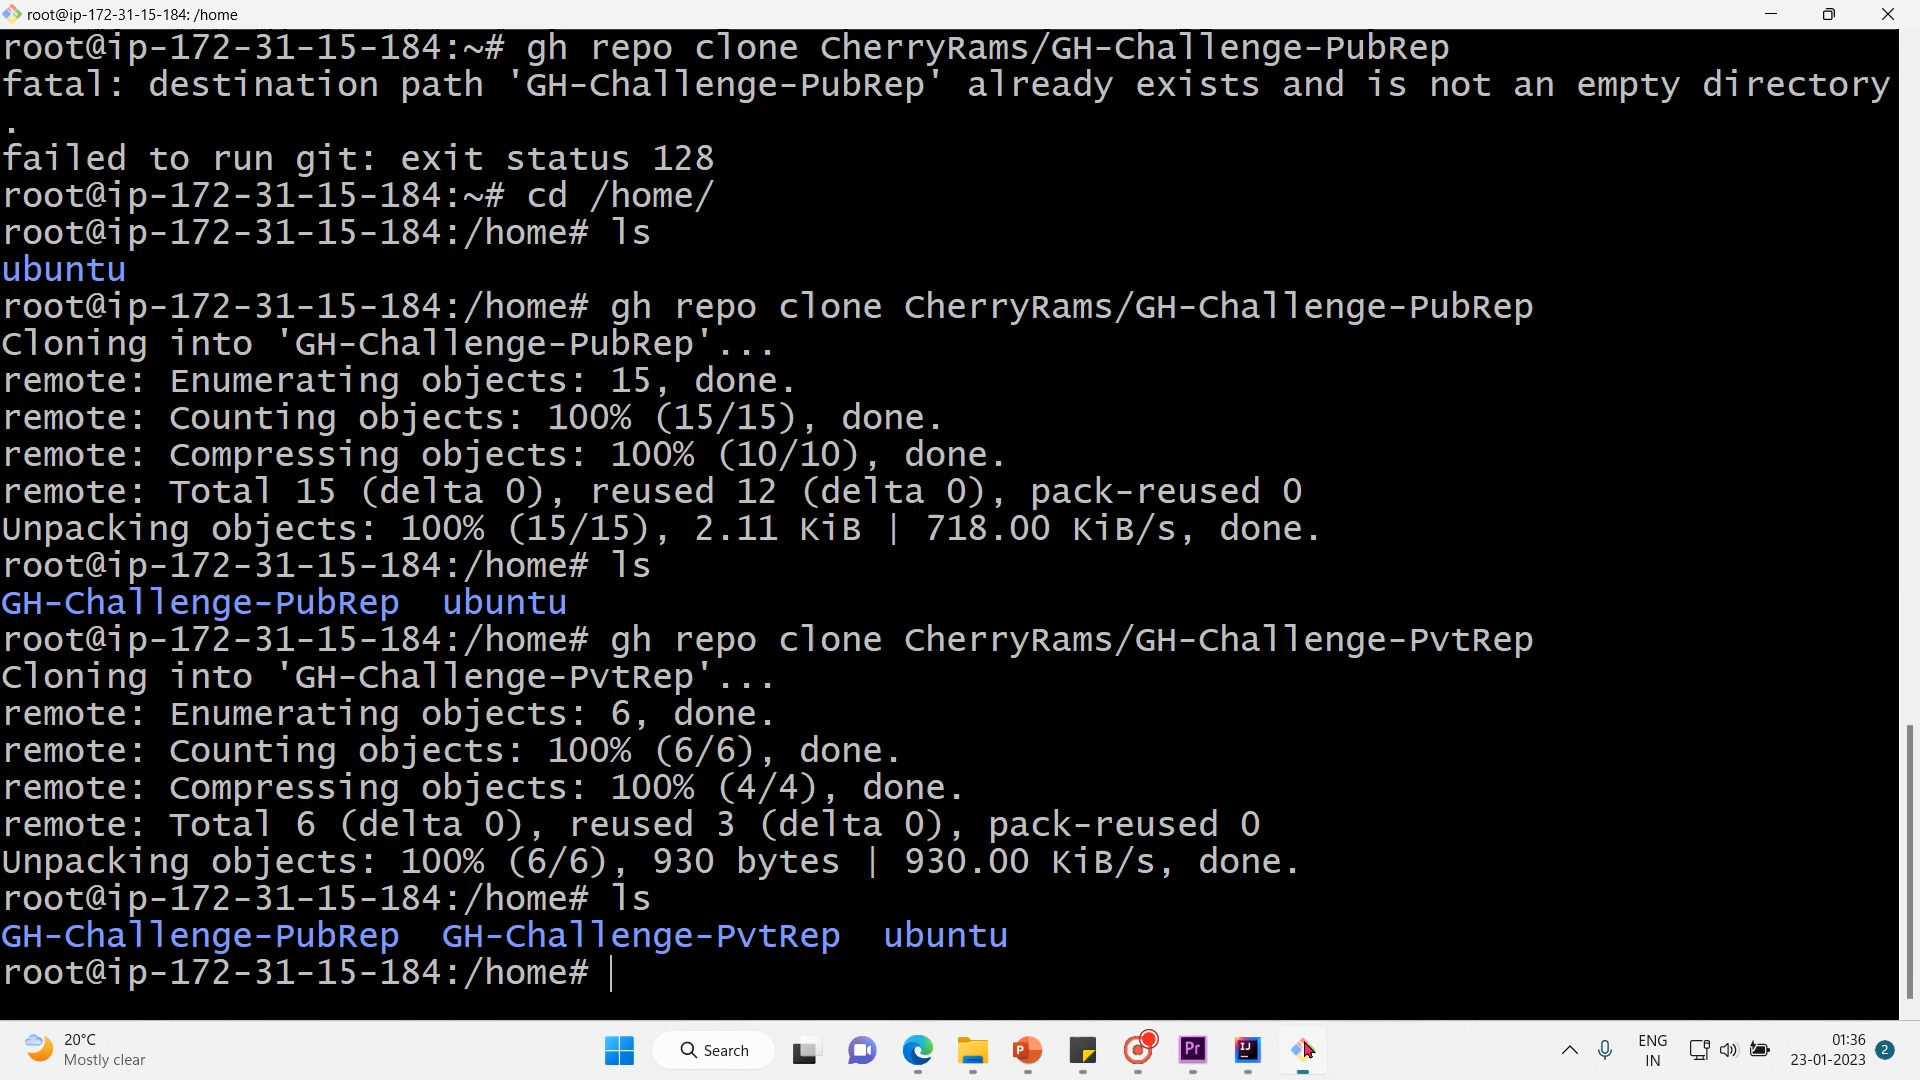 root@ip-172-31-15-184: /home
root@ip-172-31-15-184:~# gh repo clone CherryRams/GH-Challenge-PubRep
fatal: destination path 'GH-Challenge-PubRep' already exists and is not an empty directory
.
failed to run git: exit status 128
root@ip-172-31-15-184:~# cd /home/
root@ip-172-31-15-184:/home# ls
ubuntu
root@ip-172-31-15-184:/home# gh repo clone CherryRams/GH-Challenge-PubRep
Cloning into 'GH-Challenge-PubRep'...
remote: Enumerating objects: 15, done.
remote: Counting objects: 100% (15/15), done.
remote: Compressing objects: 100% (10/10), done.
remote: Total 15 (delta 0), reused 12 (delta 0), pack-reused 0
Unpacking objects: 100% (15/15), 2.11 KiB | 718.00 KiB/s, done.
root@ip-172-31-15-184:/home# ls
GH-Challenge-PubRep  ubuntu
root@ip-172-31-15-184:/home# gh repo clone CherryRams/GH-Challenge-PvtRep
Cloning into 'GH-Challenge-PvtRep'...
remote: Enumerating objects: 6, done.
remote: Counting objects: 100% (6/6), done.
remote: Compressing objects: 100% (4/4), done.
remote: Total 6 (delta 0), reused 3 (delta 0), pack-reused 0
Unpacking objects: 100% (6/6), 930 bytes | 930.00 KiB/s, done.
root@ip-172-31-15-184:/home# ls
GH-Challenge-PubRep  GH-Challenge-PvtRep  ubuntu
root@ip-172-31-15-184:/home#
20°C
Mostly clear
Search
P
Pr
IJ
ENG
IN
01:36
23-01-2023
2